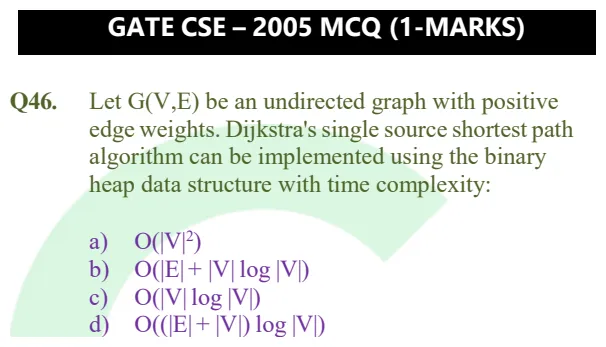 GATE CSE – 2005 MCQ (1-MARKS)
Q46. Let G(V,E) be an undirected graph with positive
edge weights. Dijkstra's single source shortest path
algorithm can be implemented using the binary
heap data structure with time complexity:
a) O(|V|²)
b) O(|E| + |V| log |V|)
c) O(|V| log |V|)
d) O((|E| + |V|) log |V|)